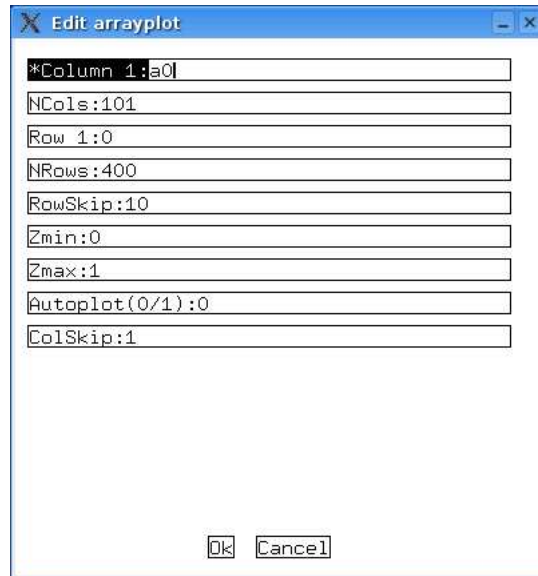 Edit arrayplot
*Column 1:a0
NCols:101
Row 1:0
NRows:400
RowSkip:10
Zmin:0
Zmax:1
Autoplot(0/1):0
ColSkip:1
Ok Cancel